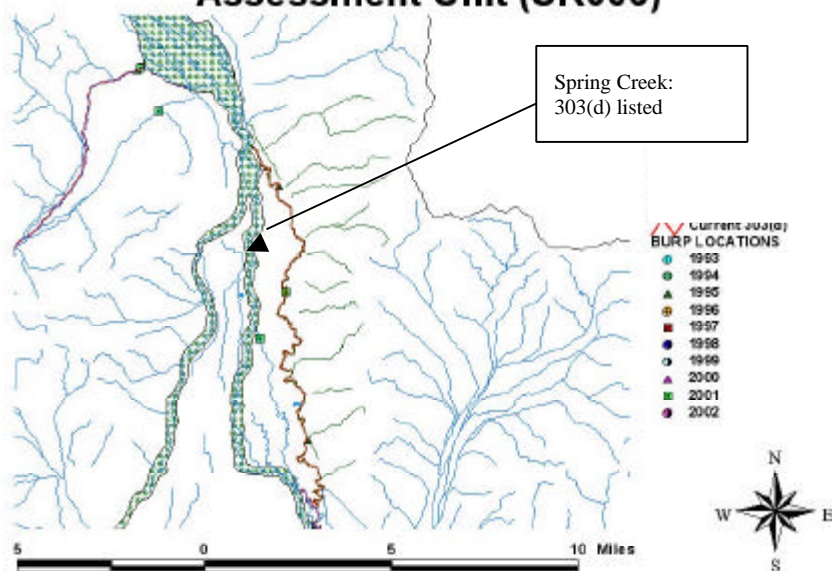 Assessment Unit (SK006)
Spring Creek:
303(d) listed
Current 303(d)
BURP LOCATIONS
1993
1994
1995
1996
1997
1998
1999
2000
2001
2002
N
W E
S
5 0 5 10 Miles